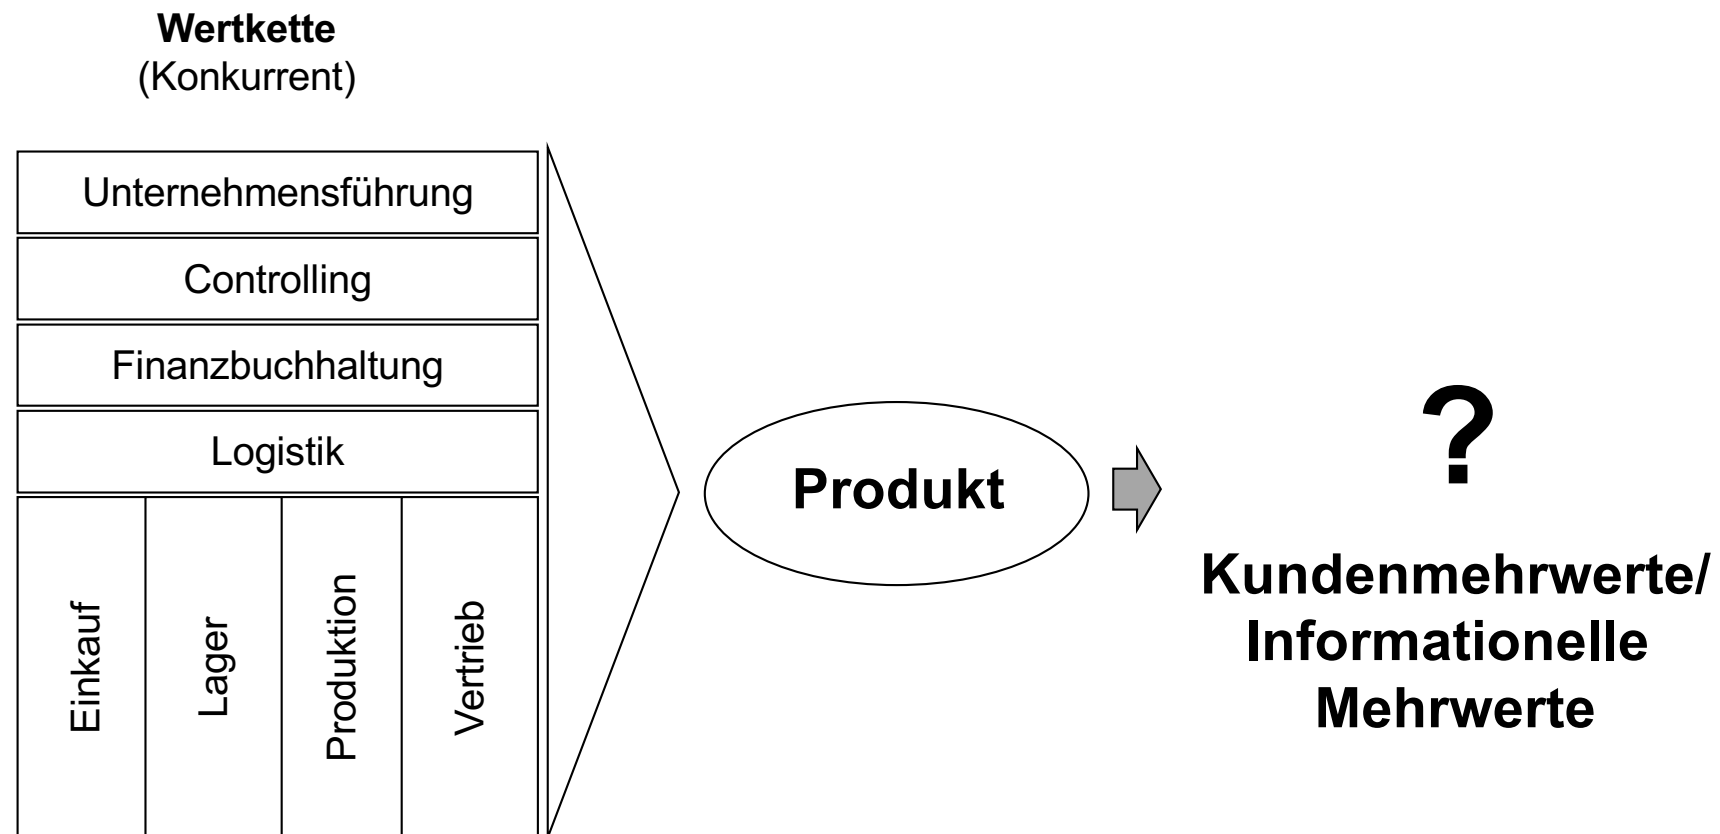 Wertkette
(Konkurrent)
Unternehmensführung
Controlling
Finanzbuchhaltung
Logistik
Einkauf
Lager
Produktion
Vertrieb
Produkt
?
Kundenmehrwerte/
Informationelle
Mehrwerte